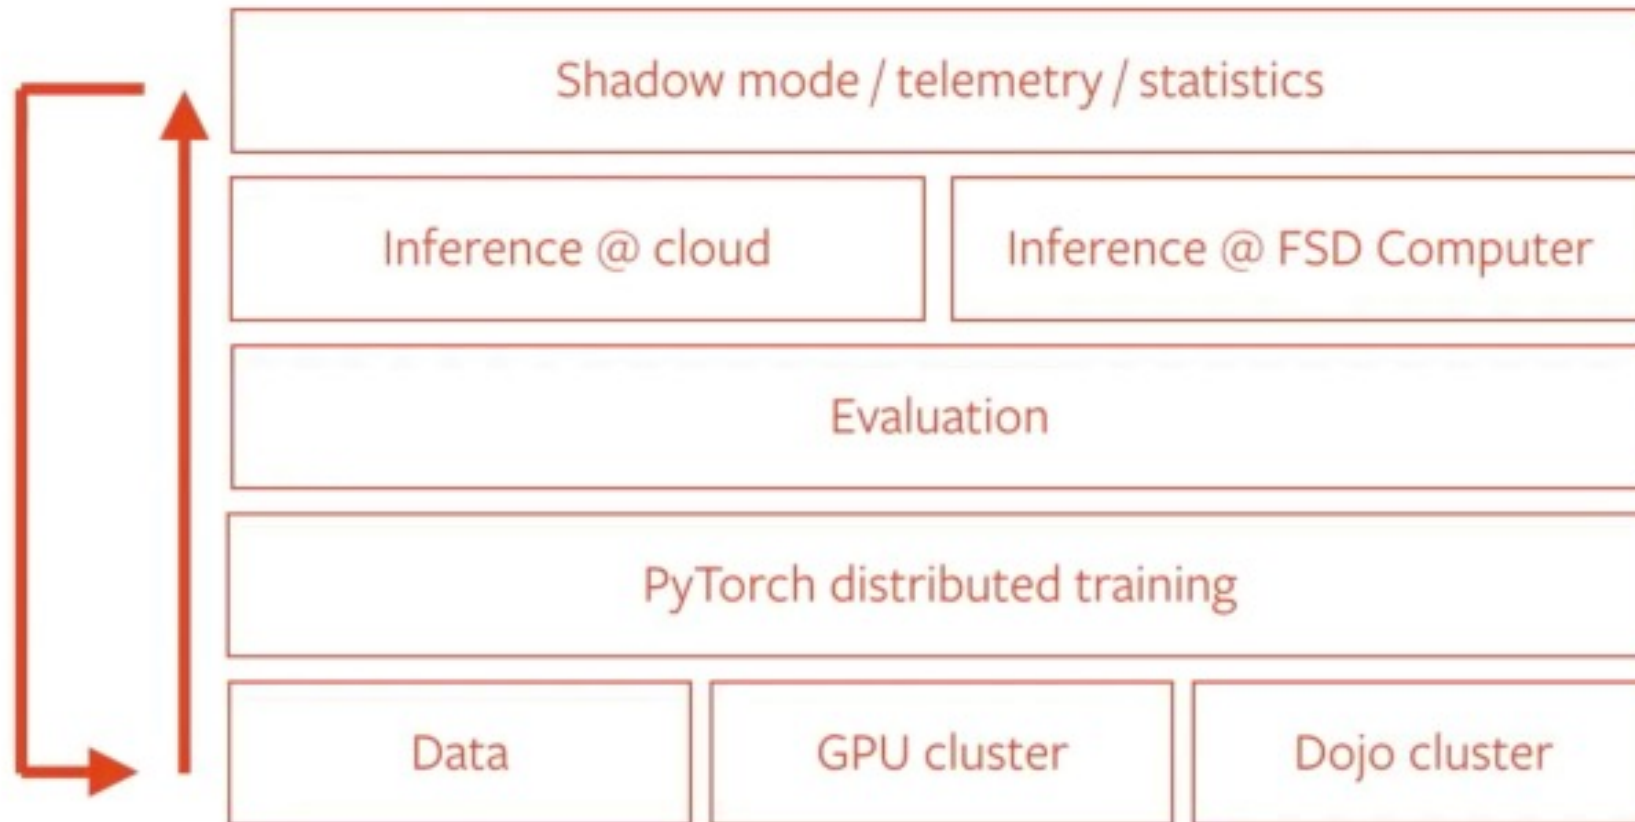 Shadow mode / telemetry / statistics
Inference @ cloud
Inference @ FSD Computer
Evaluation
PyTorch distributed training
Data
GPU cluster
Dojo cluster